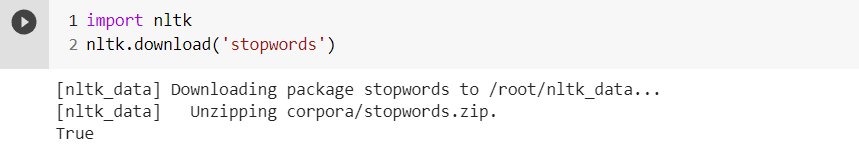 1 import nltk
2 nltk.download('stopwords')
[nltk_data] Downloading package stopwords to /root/nltk_data...
[nltk_data]   Unzipping corpora/stopwords.zip.
True